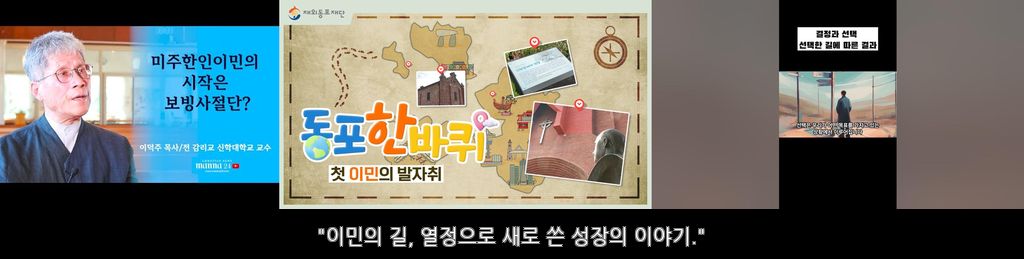 미주한인이민의
시작은
보빙사절단?
이덕주 목사/전 감리교 신학대학교 교수
manna 24
재외동포재단
동포한바퀴
첫 이민의 발자취
결정과 선택
선택한 길에 따른 결과
"이민의 길, 열정으로 새로 쓴 성장의 이야기."